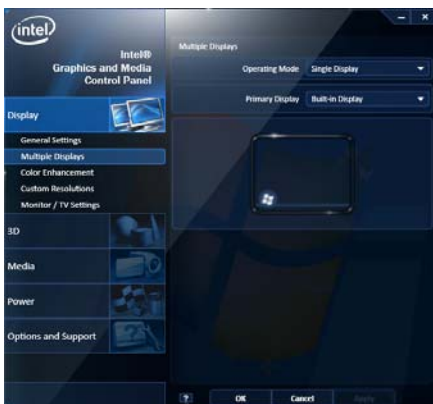 intel
Intel®
Graphics and Media
Control Panel
Display
General Settings
Multiple Displays
Color Enhancement
Custom Resolutions
Monitor / TV Settings
3D
Media
Power
Options and Support
Multiple Displays
Operating Mode Single Display
Primary Display Built-in Display
? OK Cancel Apply